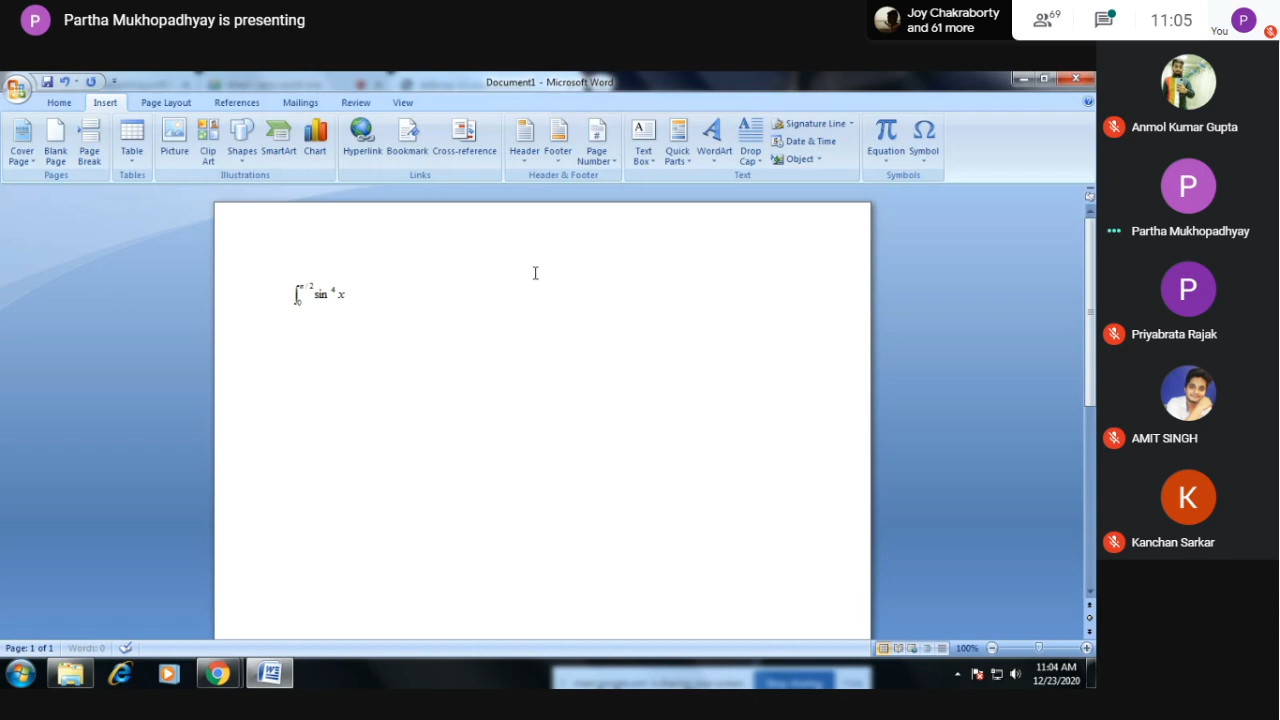 P Partha Mukhopadhyay is presenting
Joy Chakraborty
and 61 more
69
11:05
You
P
Document1 - Microsoft Word
Home Insert Page Layout References Mailings Review View
Cover Page
Blank Page
Page Break
Table
Picture
Clip Art
Shapes
SmartArt
Chart
Hyperlink
Bookmark
Cross-reference
Header
Footer
Page Number
Text Box
Quick Parts
WordArt
Drop Cap
Signature Line
Date & Time
Object
Equation
Symbol
Pages
Tables
Illustrations
Links
Header & Footer
Text
Symbols
∫₀^(π/2) sin ⁴ x
Anmol Kumar Gupta
P
Partha Mukhopadhyay
P
Priyabrata Rajak
AMIT SINGH
K
Kanchan Sarkar
Page: 1 of 1 Words: 0
100%
11:04 AM
12/23/2020